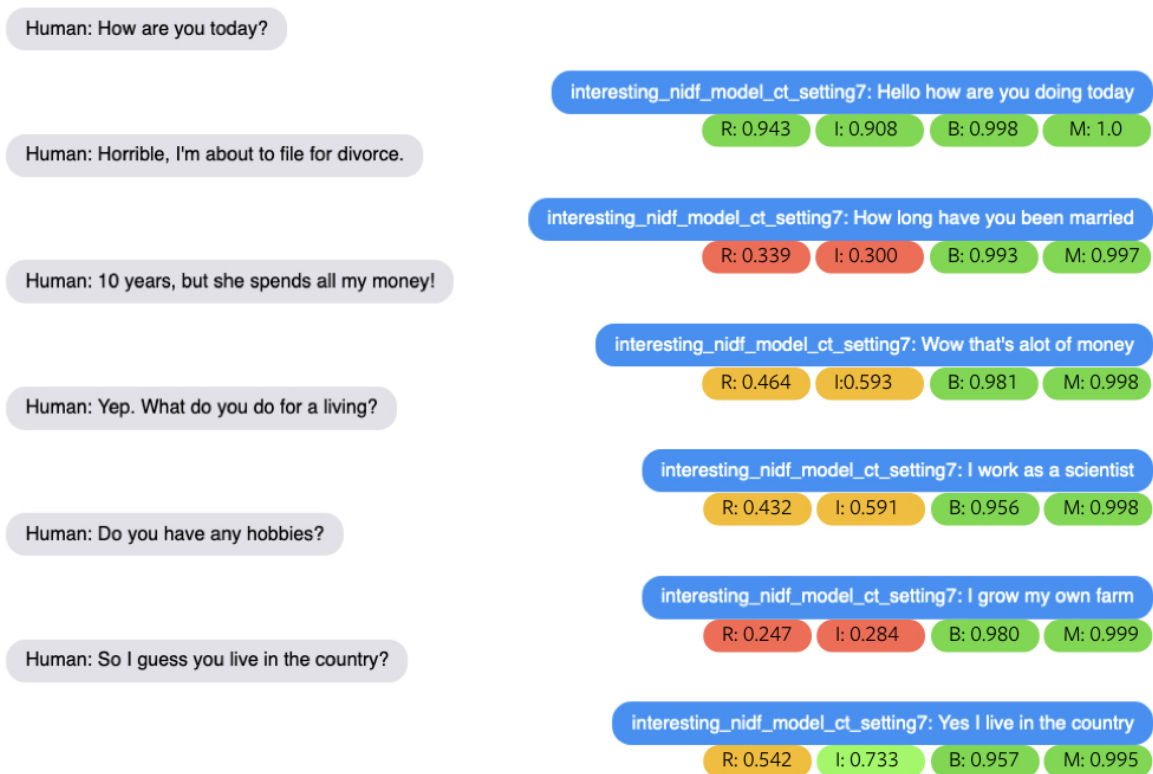 Human: How are you today?
interesting_nidf_model_ct_setting7: Hello how are you doing today
R: 0.943 I: 0.908 B: 0.998 M: 1.0
Human: Horrible, I'm about to file for divorce.
interesting_nidf_model_ct_setting7: How long have you been married
R: 0.339 I: 0.300 B: 0.993 M: 0.997
Human: 10 years, but she spends all my money!
interesting_nidf_model_ct_setting7: Wow that's alot of money
R: 0.464 I:0.593 B: 0.981 M: 0.998
Human: Yep. What do you do for a living?
interesting_nidf_model_ct_setting7: I work as a scientist
R: 0.432 I: 0.591 B: 0.956 M: 0.998
Human: Do you have any hobbies?
interesting_nidf_model_ct_setting7: I grow my own farm
R: 0.247 I: 0.284 B: 0.980 M: 0.999
Human: So I guess you live in the country?
interesting_nidf_model_ct_setting7: Yes I live in the country
R: 0.542 I: 0.733 B: 0.957 M: 0.995